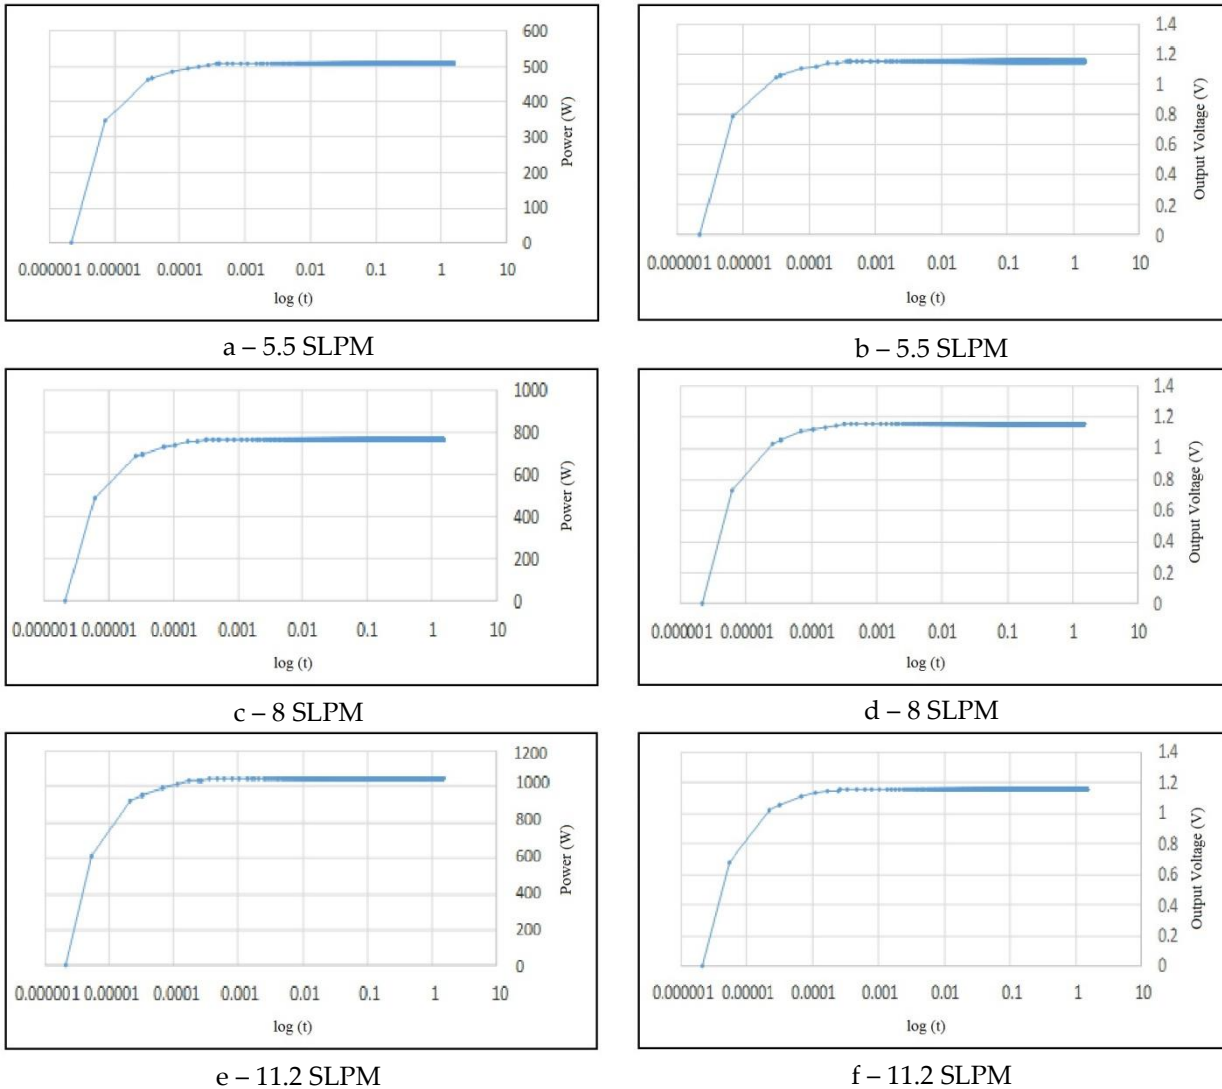 600
500
400
300
200
100
0
Power (W)
0.000001 0.00001 0.0001 0.001 0.01 0.1 1 10
log (t)
a – 5.5 SLPM
1.4
1.2
1
0.8
0.6
0.4
0.2
0
Output Voltage (V)
0.000001 0.00001 0.0001 0.001 0.01 0.1 1 10
log (t)
b – 5.5 SLPM
1000
800
600
400
200
0
Power (W)
0.000001 0.00001 0.0001 0.001 0.01 0.1 1 10
log (t)
c – 8 SLPM
1.4
1.2
1
0.8
0.6
0.4
0.2
0
Output Voltage (V)
0.000001 0.00001 0.0001 0.001 0.01 0.1 1 10
log (t)
d – 8 SLPM
1200
1000
800
600
400
200
0
Power (W)
0.000001 0.00001 0.0001 0.001 0.01 0.1 1 10
log (t)
e – 11.2 SLPM
1.4
1.2
1
0.8
0.6
0.4
0.2
0
Output Voltage (V)
0.000001 0.00001 0.0001 0.001 0.01 0.1 1 10
log (t)
f – 11.2 SLPM